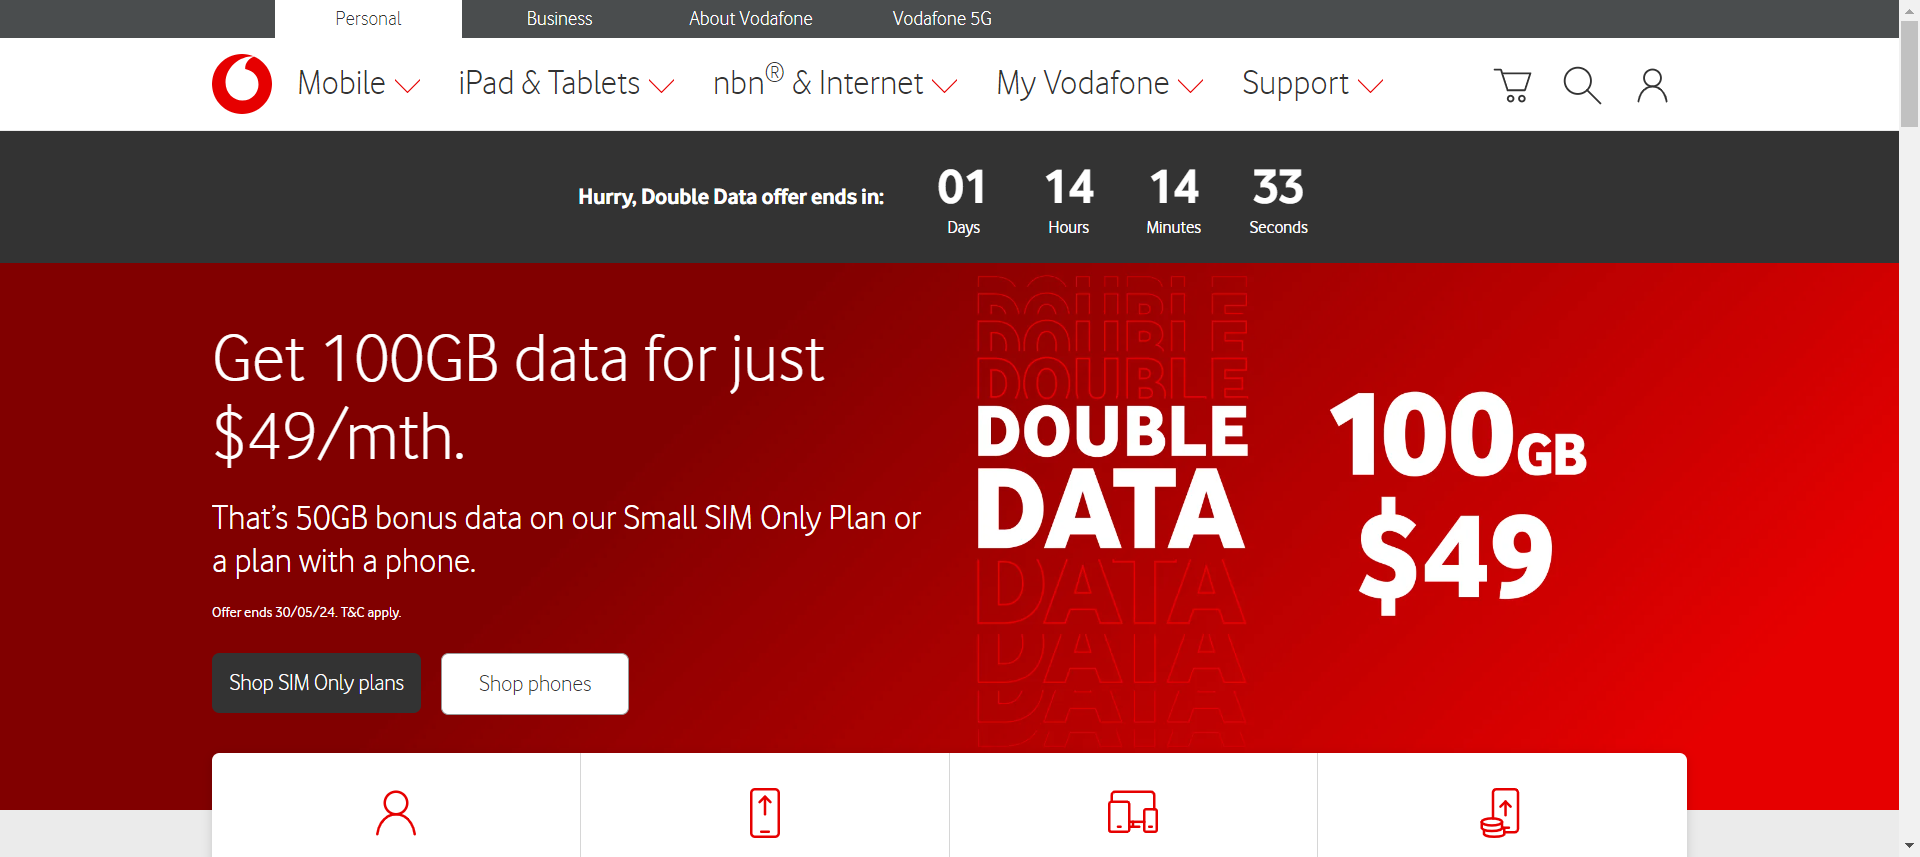 Personal
Business
About Vodafone
Vodafone 5G
Mobile
iPad & Tablets
nbn® & Internet
My Vodafone
Support
Hurry, Double Data offer ends in:
01
14
14
33
Days
Hours
Minutes
Seconds
Get 100GB data for just
$49/mth.
That’s 50GB bonus data on our Small SIM Only Plan or
a plan with a phone.
Offer ends 30/05/24. T&C apply.
Shop SIM Only plans
Shop phones
DOUBLE
DOUBLE
DOUBLE
DOUBLE
DOUBLE
DATA
DATA
DATA
DATA
100GB
$49